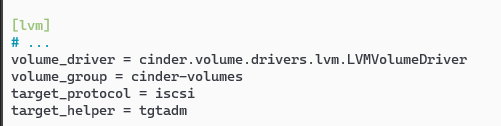 [lvm]
# ...
volume_driver = cinder.volume.drivers.lvm.LVMVolumeDriver
volume_group = cinder-volumes
target_protocol = iscsi
target_helper = tgtadm